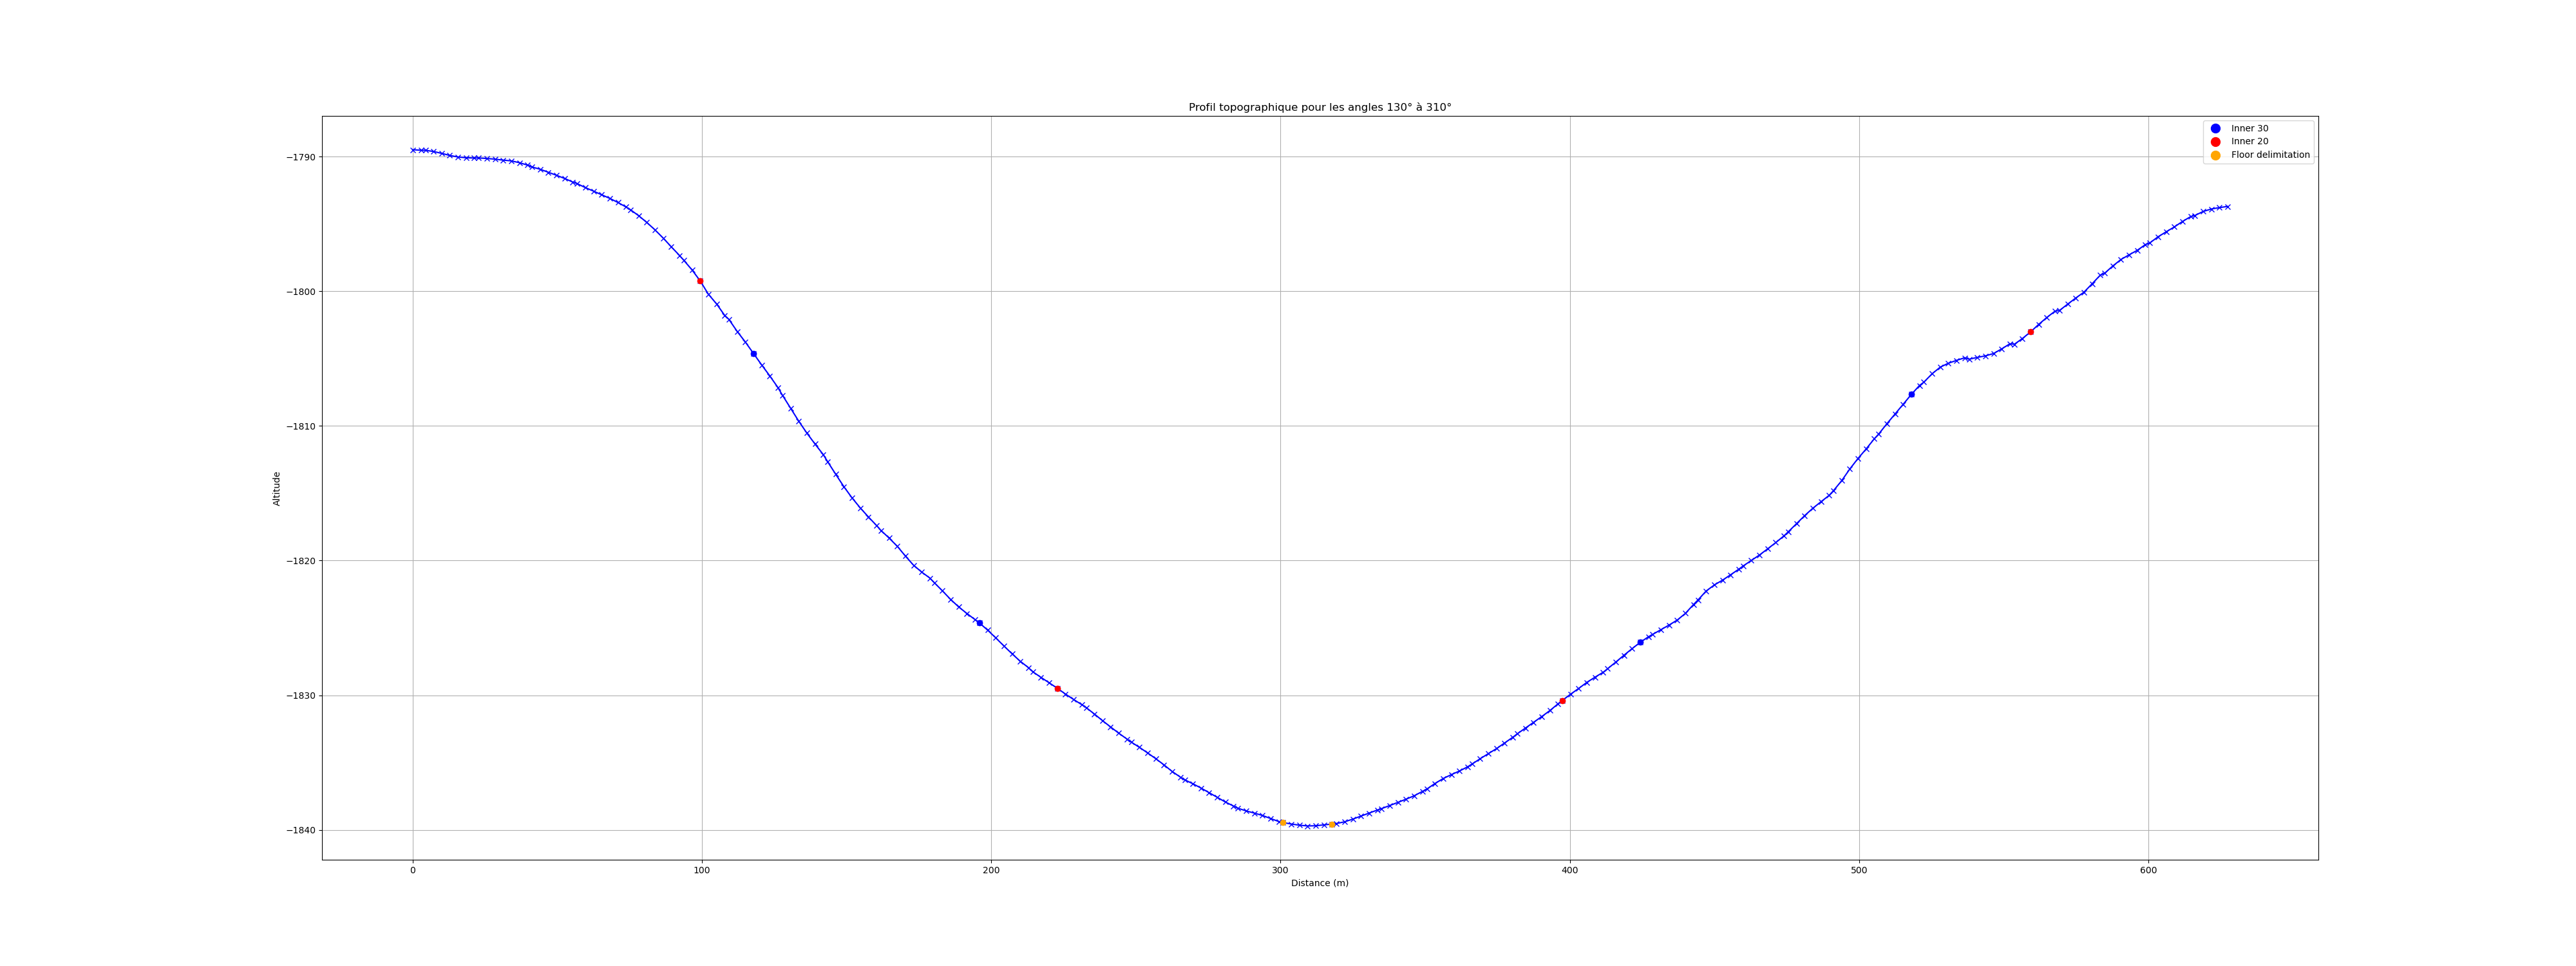 Profil topographique pour les angles 130° à 310°
Inner 30
Inner 20
Floor delimitation
−1790
−1800
−1810
−1820
−1830
−1840
Altitude
0
100
200
300
400
500
600
Distance (m)